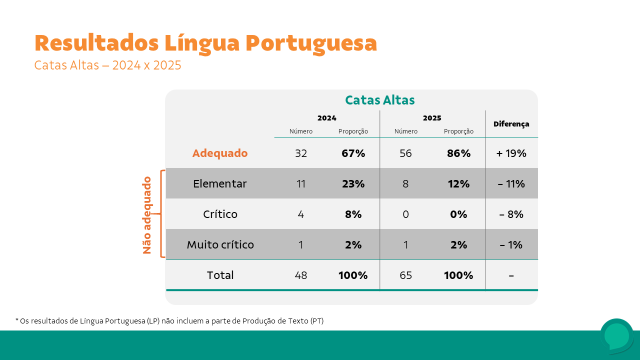 Resultados Língua Portuguesa
Catas Altas – 2024 x 2025
Catas Altas
2024 2025 Diferença
Número Proporção Número Proporção
Adequado 32 67% 56 86% + 19%
Não adequado
Elementar 11 23% 8 12% – 11%
Crítico 4 8% 0 0% – 8%
Muito crítico 1 2% 1 2% – 1%
Total 48 100% 65 100% –
* Os resultados de Língua Portuguesa (LP) não incluem a parte de Produção de Texto (PT)